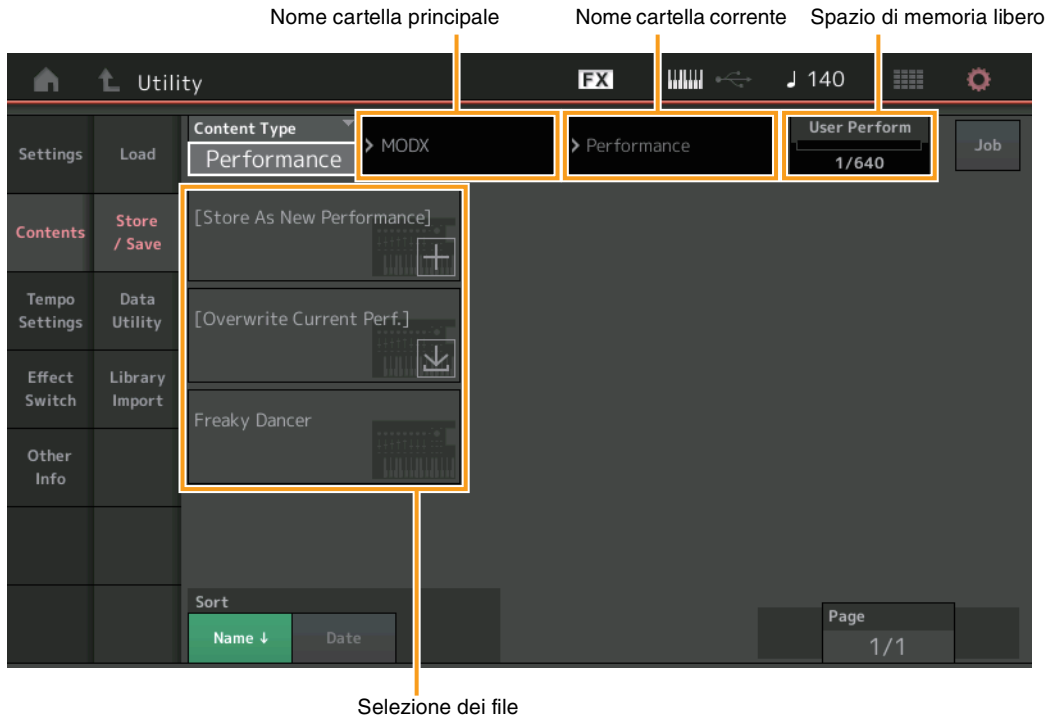 Nome cartella principale
Nome cartella corrente
Spazio di memoria libero
Utility
FX
♩ 140
Settings
Load
Content Type
Performance
> MODX
> Performance
User Perform
1/640
Job
Contents
Store
/ Save
[Store As New Performance]
Tempo
Settings
Data
Utility
[Overwrite Current Perf.]
Effect
Switch
Library
Import
Freaky Dancer
Other
Info
Sort
Name ↓
Date
Page
1/1
Selezione dei file